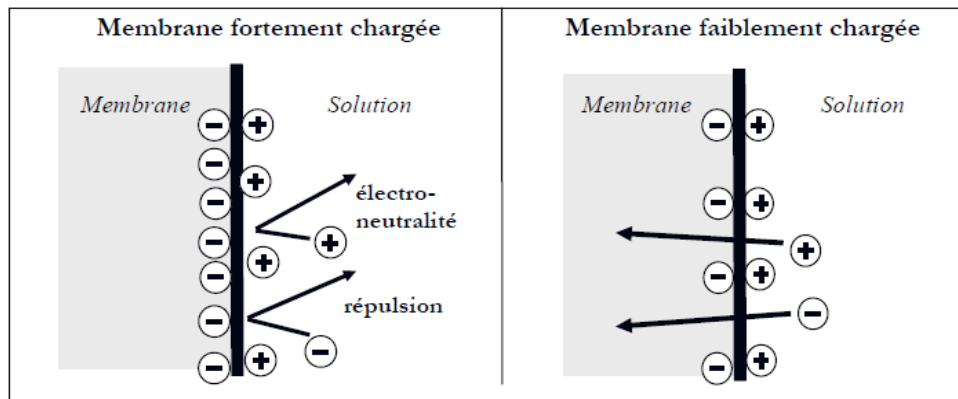 Membrane fortement chargée
Membrane Solution
électro-
neutralité
répulsion
Membrane faiblement chargée
Membrane Solution